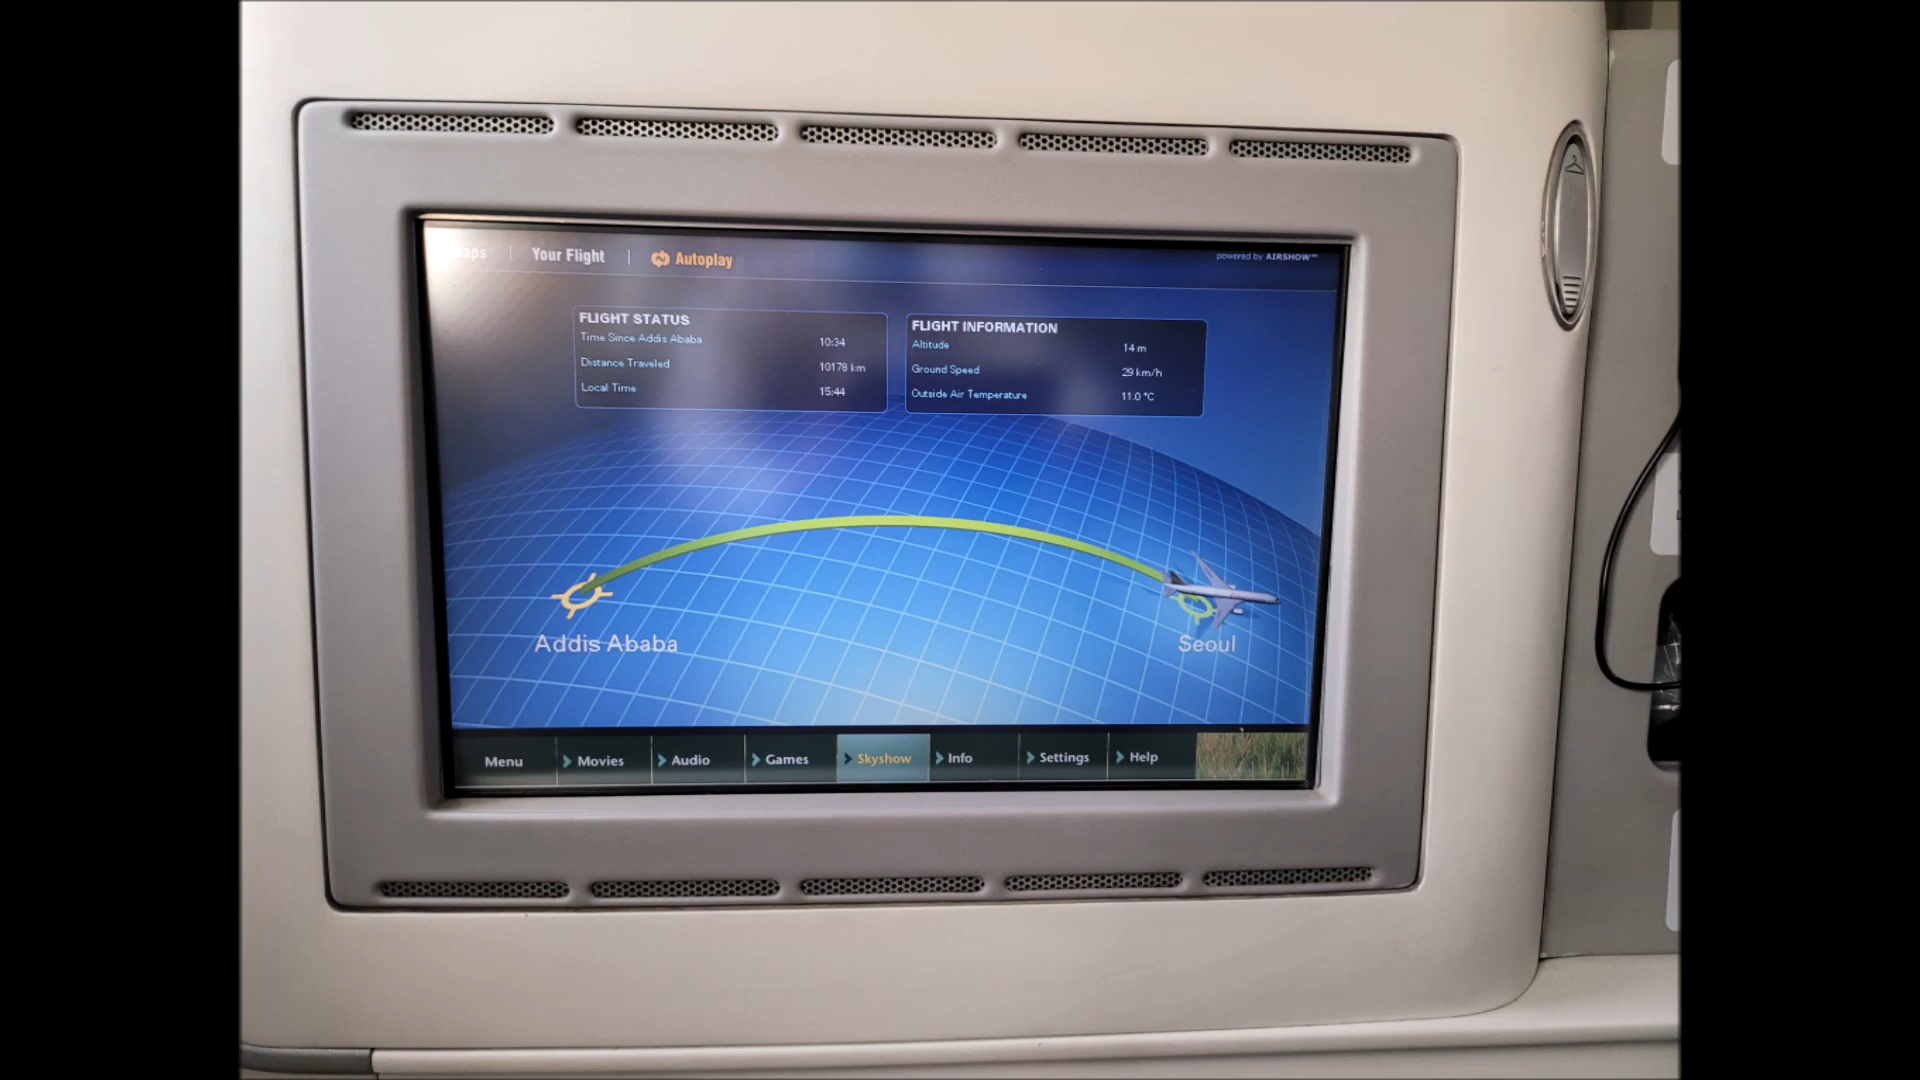 Your Flight | Autoplay
powered by AIRSHOW™
FLIGHT STATUS
Time Since Addis Ababa 10:34
Distance Traveled 10178 km
Local Time 15:44
FLIGHT INFORMATION
Altitude 14 m
Ground Speed 29 km/h
Outside Air Temperature 11.0 °C
Addis Ababa
Seoul
Menu Movies Audio Games Skyshow Info Settings Help